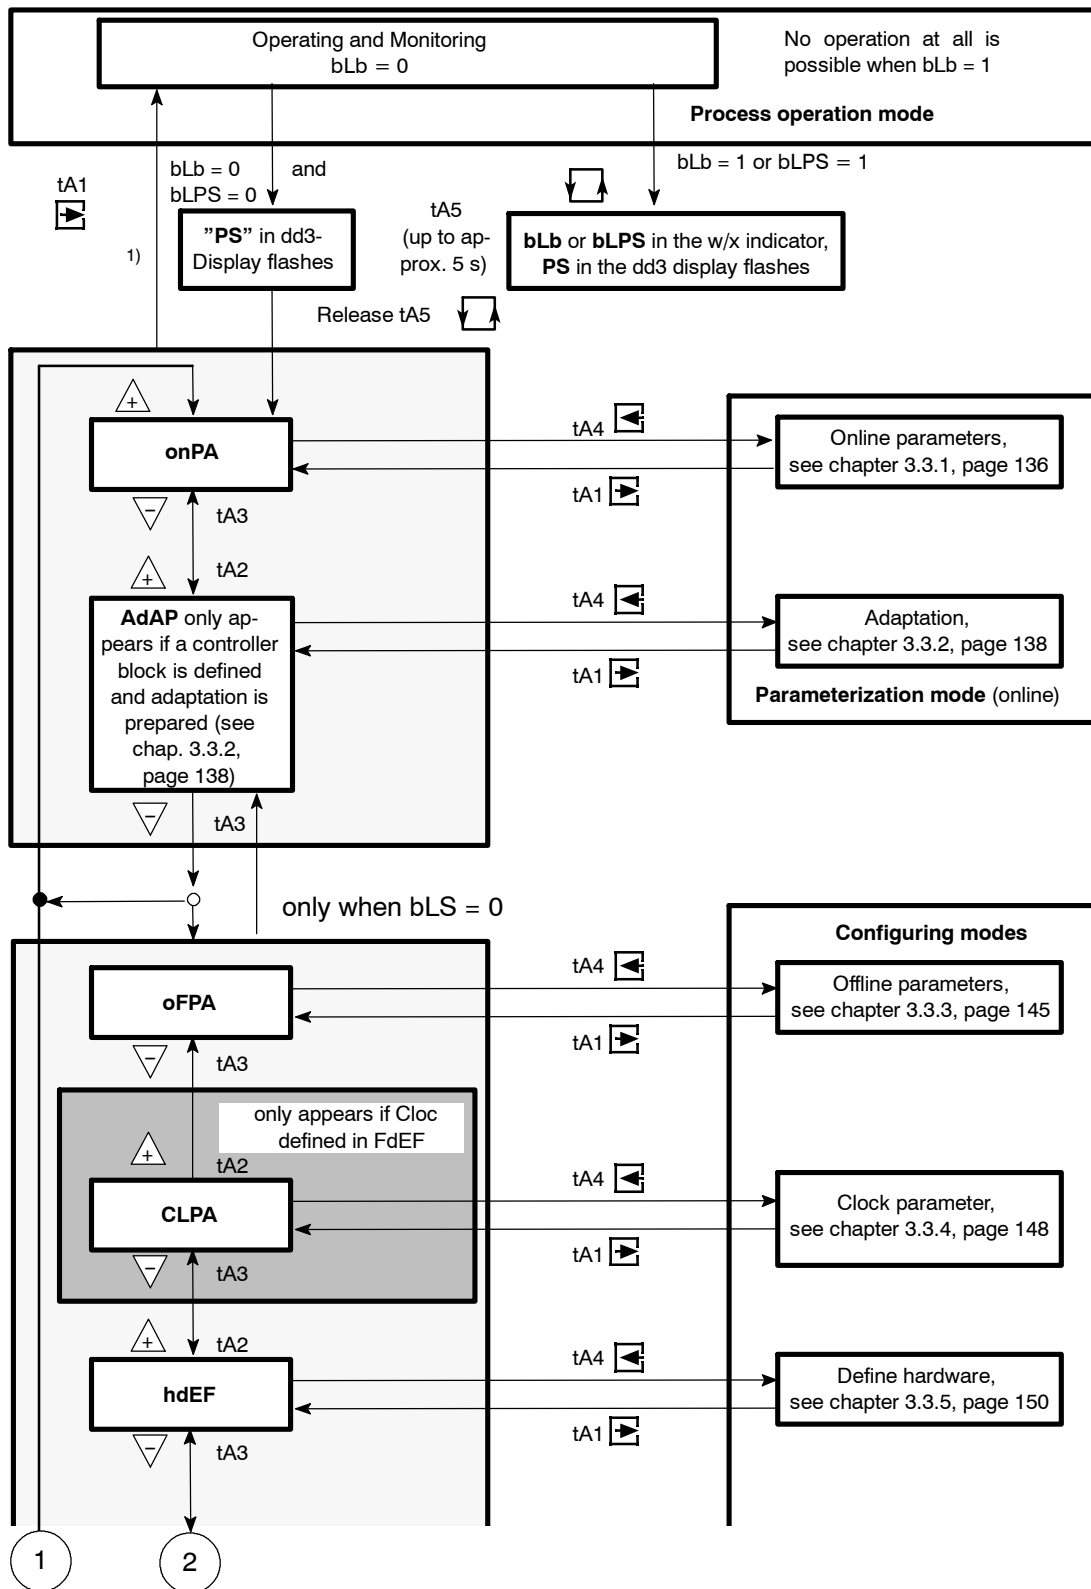 Operating and Monitoring
bLb = 0
No operation at all is
possible when bLb = 1
Process operation mode
tA1
1)
bLb = 0 and
bLPS = 0
bLb = 1 or bLPS = 1
”PS” in dd3-
Display flashes
tA5
(up to ap-
prox. 5 s)
bLb or bLPS in the w/x indicator,
PS in the dd3 display flashes
Release tA5
+
onPA
tA4
tA1
Online parameters,
see chapter 3.3.1, page 136
−
tA3
+
tA2
AdAP only ap-
pears if a controller
block is defined
and adaptation is
prepared (see
chap. 3.3.2,
page 138)
tA4
tA1
Adaptation,
see chapter 3.3.2, page 138
Parameterization mode (online)
−
tA3
only when bLS = 0
Configuring modes
oFPA
tA4
tA1
Offline parameters,
see chapter 3.3.3, page 145
−
tA3
only appears if Cloc
defined in FdEF
+
tA2
CLPA
tA4
tA1
Clock parameter,
see chapter 3.3.4, page 148
−
tA3
+
tA2
hdEF
tA4
tA1
Define hardware,
see chapter 3.3.5, page 150
−
tA3
1
2